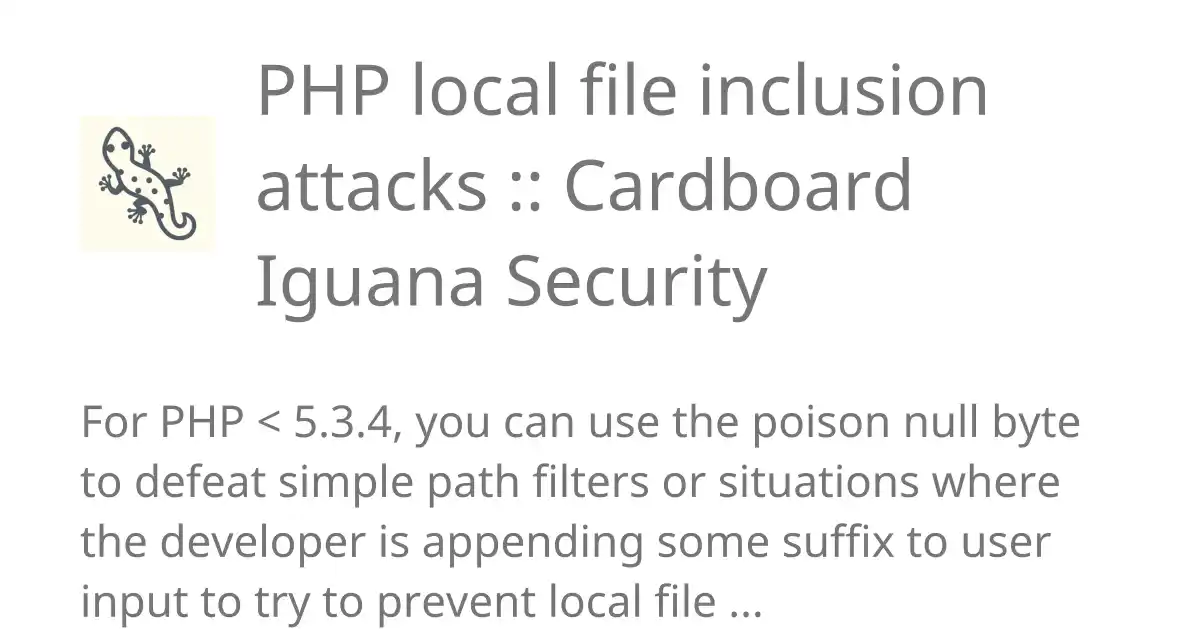 PHP local file inclusion
attacks :: Cardboard
Iguana Security
For PHP < 5.3.4, you can use the poison null byte
to defeat simple path filters or situations where
the developer is appending some suffix to user
input to try to prevent local file ...